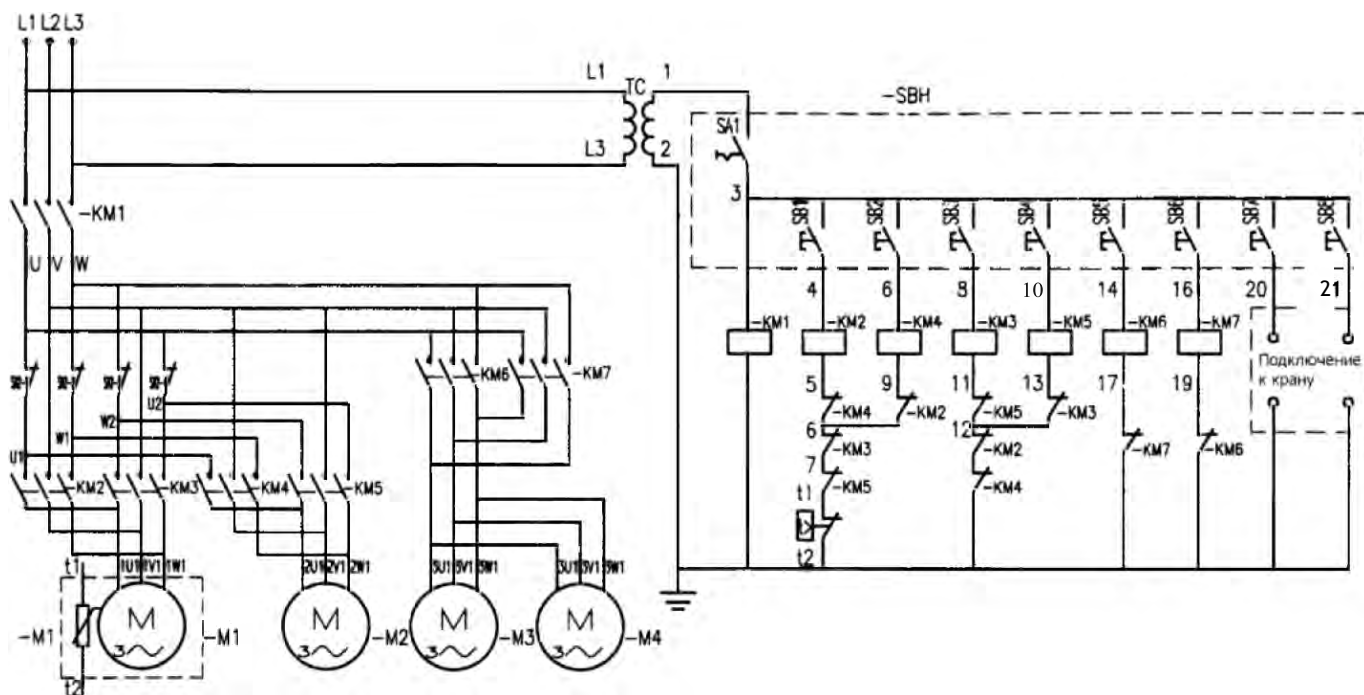 L1 L2 L3
L1
TC
1
-SBH
SA1
L3
2
3
-KM1
U V W
SB1
SB2
SB3
SB4
SB5
SB6
SB7
SB8
4
6
8
10
14
16
20
21
-KM1
-KM2
-KM4
-KM3
-KM5
-KM6
-KM7
Подключение
к крану
5
9
11
13
17
19
-KM4
-KM2
-KM5
-KM3
6
12
-KM3
-KM2
-KM7
-KM6
7
-KM5
-KM4
t1
t2
KM6
-KM7
U2
W2
W1
U1
KM2
KM3
KM4
-KM5
t1
1U1 1V1 1W1
2U1 2V1 2W1
3U1 3V1 3W1
3U1 3V1 3W1
-M1
M
3
-M1
M
3
-M2
M
3
-M3
M
3
-M4
t2